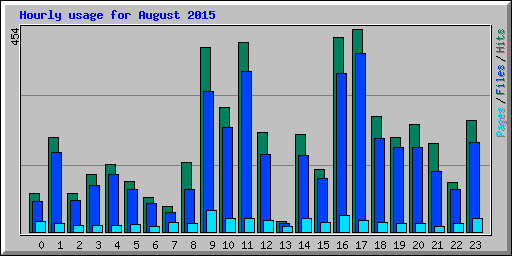 Hourly usage for August 2015
454
Pages / Files / Hits
0 1 2 3 4 5 6 7 8 9 10 11 12 13 14 15 16 17 18 19 20 21 22 23